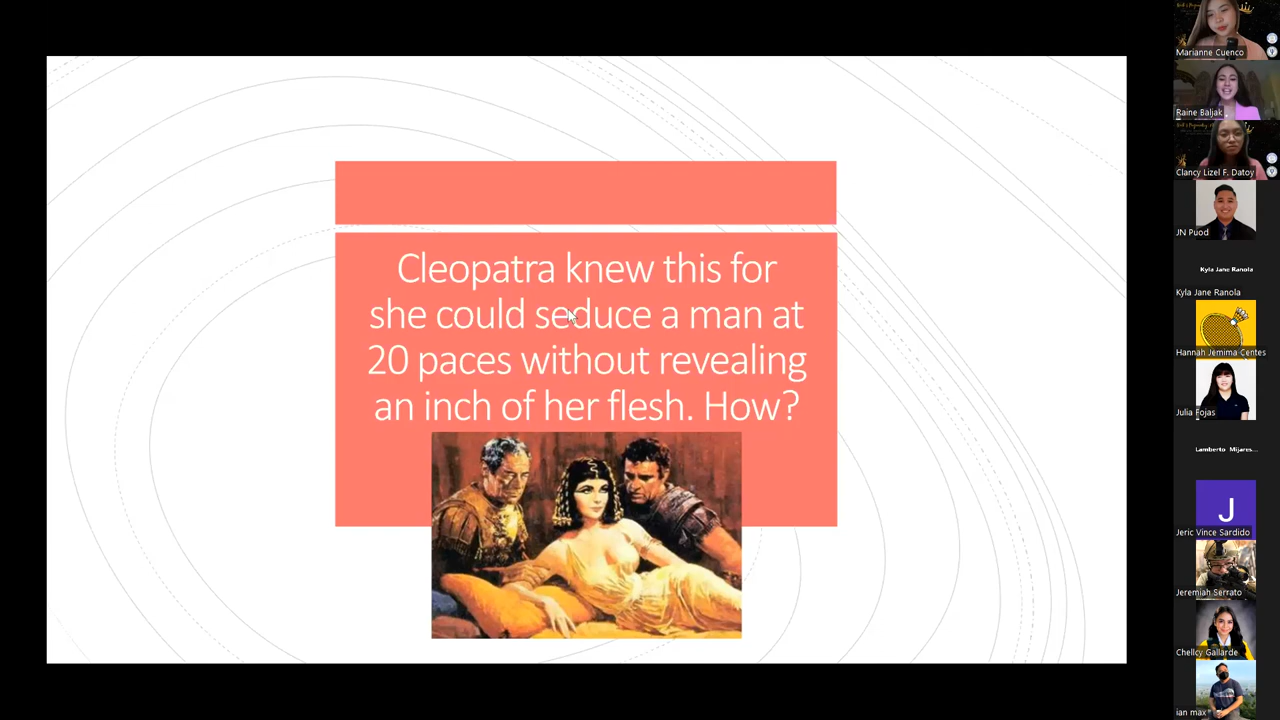 Cleopatra knew this for
she could seduce a man at
20 paces without revealing
an inch of her flesh. How?
Marianne Cuenco
Raine Baljak
Clancy Lizel F. Datoy
JN Puod
Kyla Jane Ranola
Kyla Jane Ranola
Hannah Jemima Centes
Julia Fojas
Lamberto Mijares...
J
Jeric Vince Sardido
Jeremiah Serrato
Chellcy Gallarde
ian max